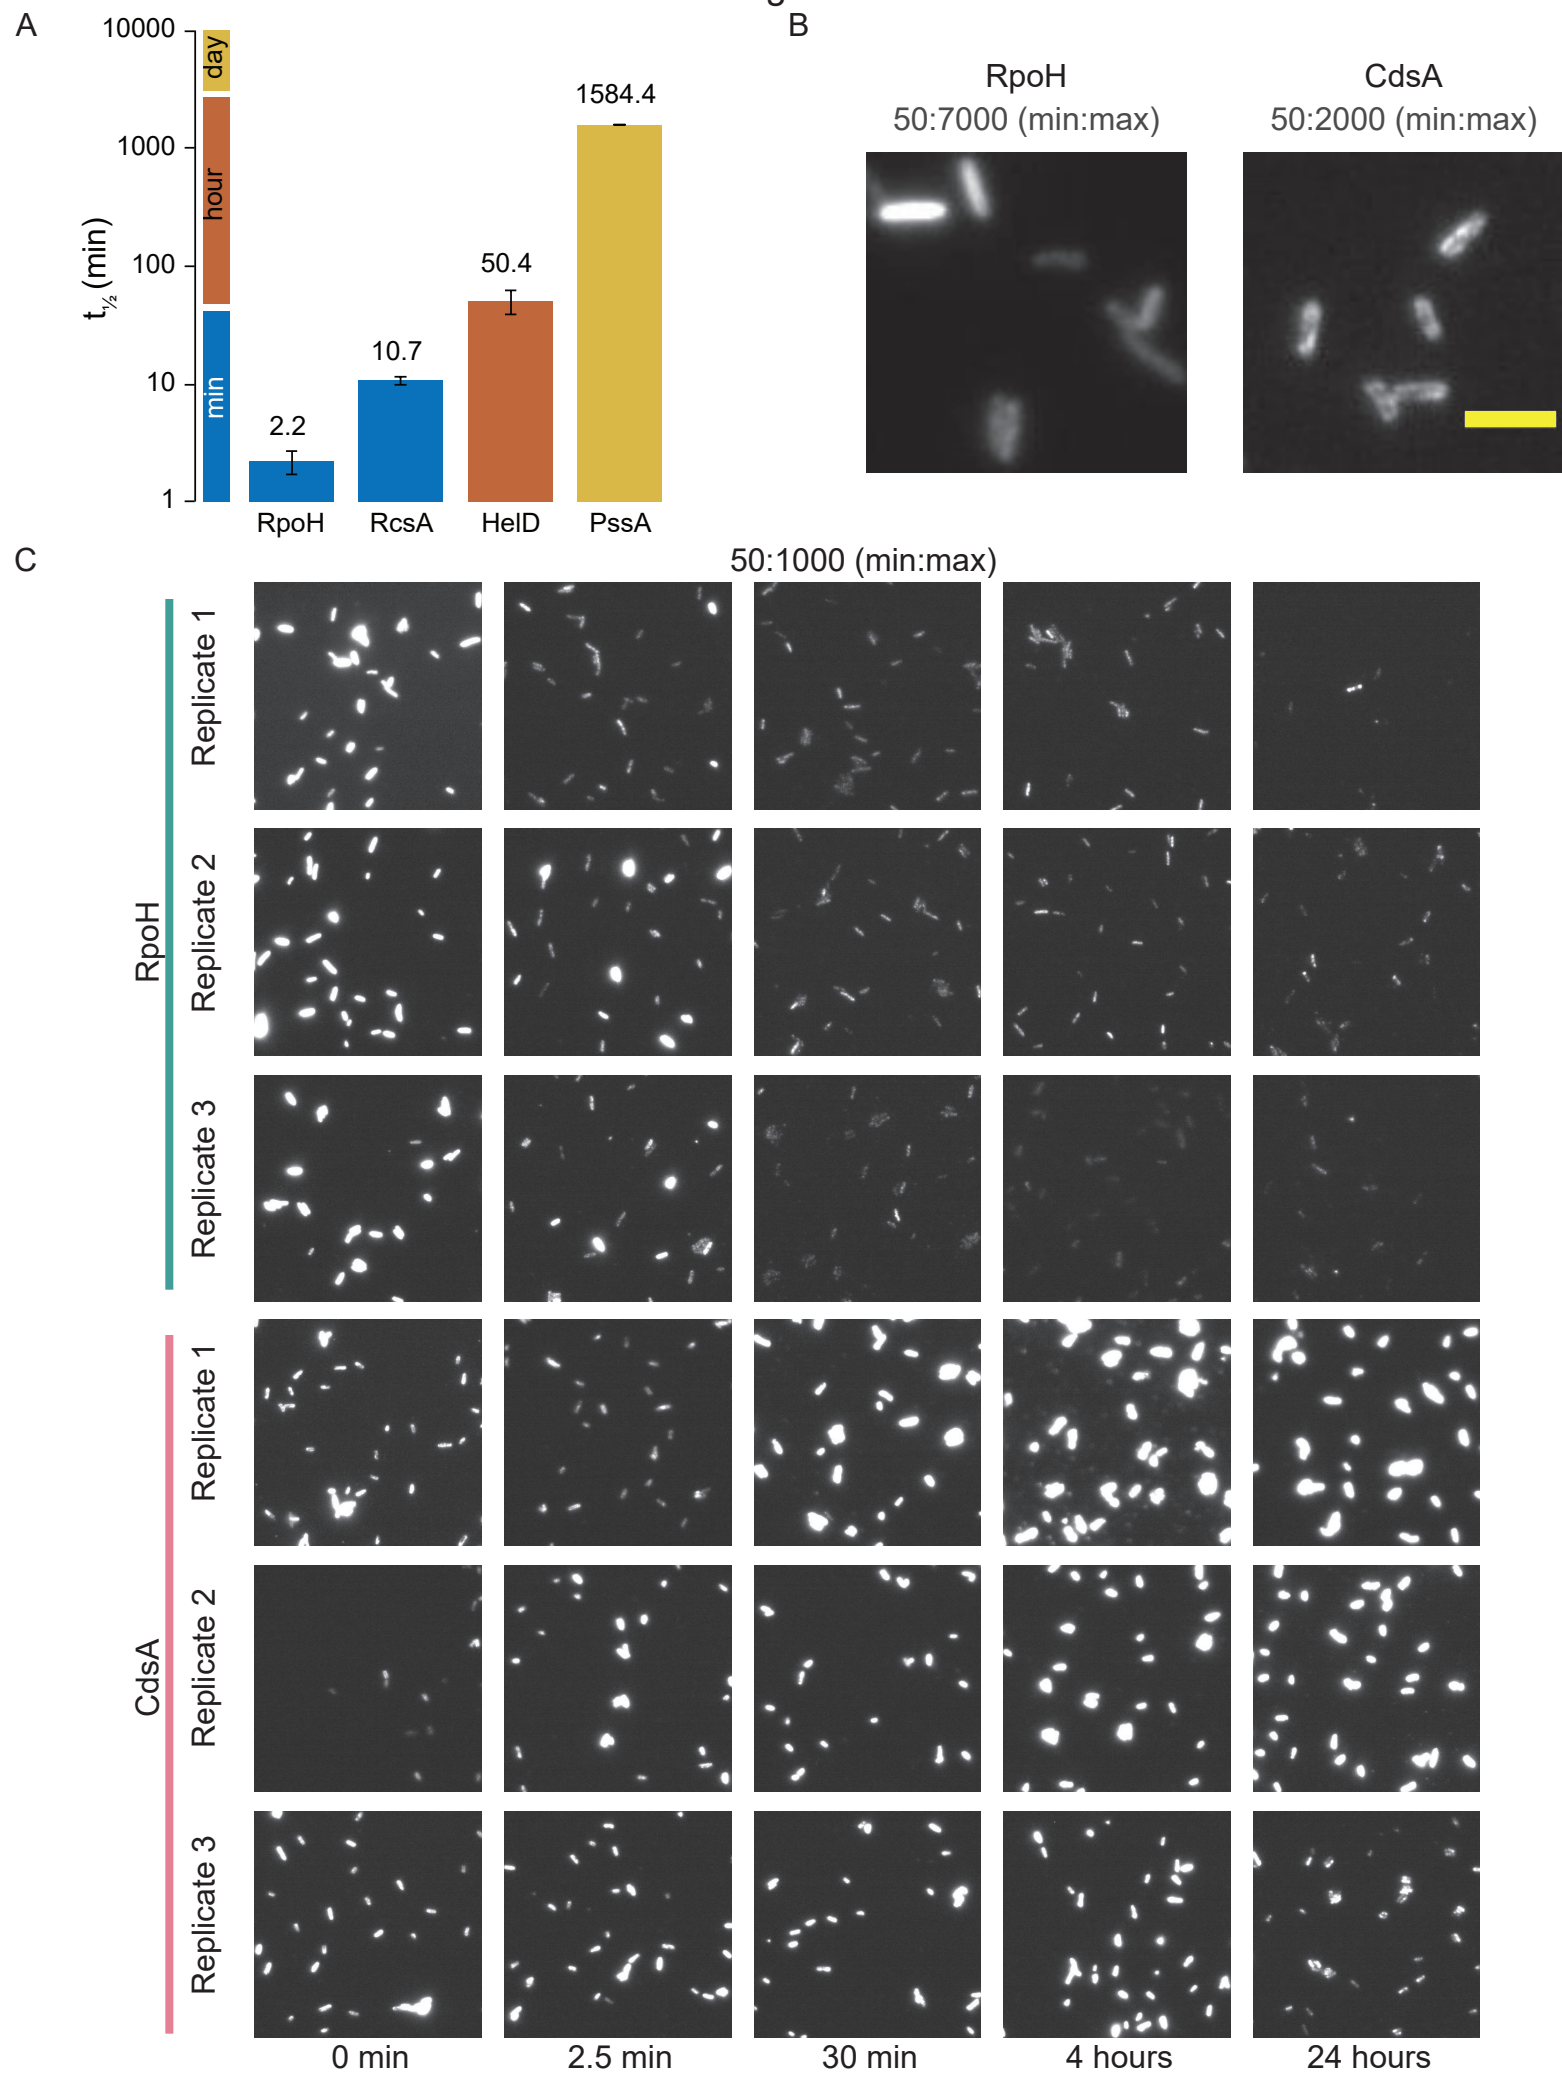 A
10000
1000
100
10
1
t½ (min)
day
hour
min
2.2
10.7
50.4
1584.4
RpoH
RcsA
HelD
PssA
B
RpoH
50:7000 (min:max)
CdsA
50:2000 (min:max)
C
50:1000 (min:max)
RpoH
Replicate 1
Replicate 2
Replicate 3
CdsA
Replicate 1
Replicate 2
Replicate 3
0 min
2.5 min
30 min
4 hours
24 hours